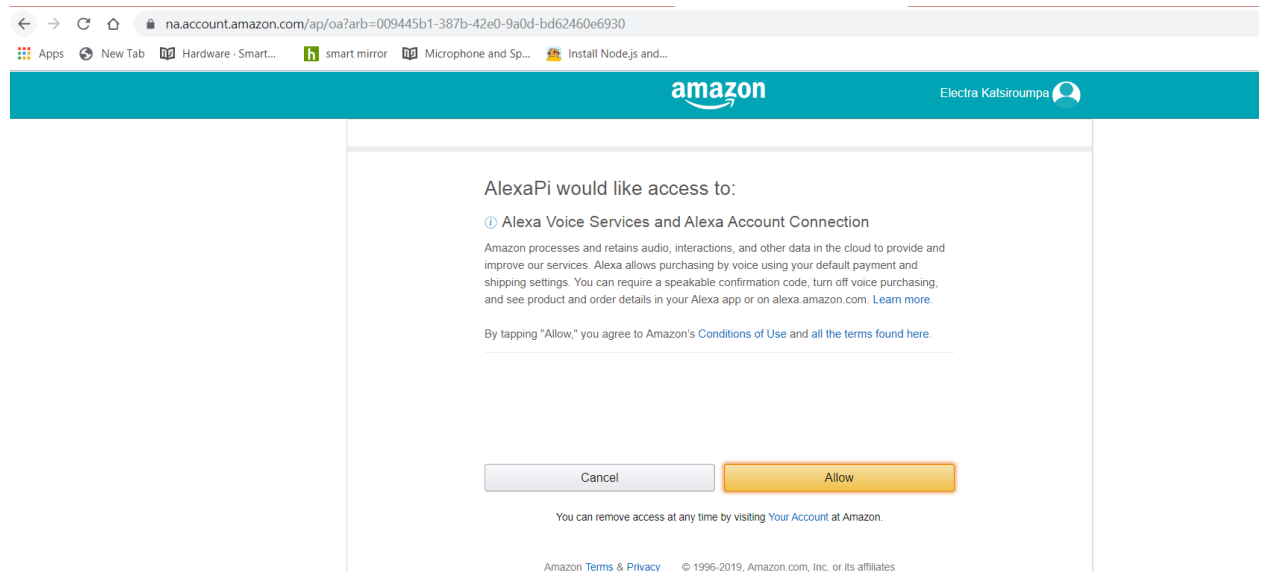 na.account.amazon.com/ap/oa?arb=009445b1-387b-42e0-9a0d-bd62460e6930
Apps New Tab Hardware · Smart... smart mirror Microphone and Sp... Install Node.js and...
amazon Electra Katsiroumpa
AlexaPi would like access to:
Alexa Voice Services and Alexa Account Connection
Amazon processes and retains audio, interactions, and other data in the cloud to provide and
improve our services. Alexa allows purchasing by voice using your default payment and
shipping settings. You can require a speakable confirmation code, turn off voice purchasing,
and see product and order details in your Alexa app or on alexa.amazon.com. Learn more.
By tapping "Allow," you agree to Amazon's Conditions of Use and all the terms found here.
Cancel Allow
You can remove access at any time by visiting Your Account at Amazon.
Amazon Terms & Privacy © 1996-2019, Amazon.com, Inc. or its affiliates